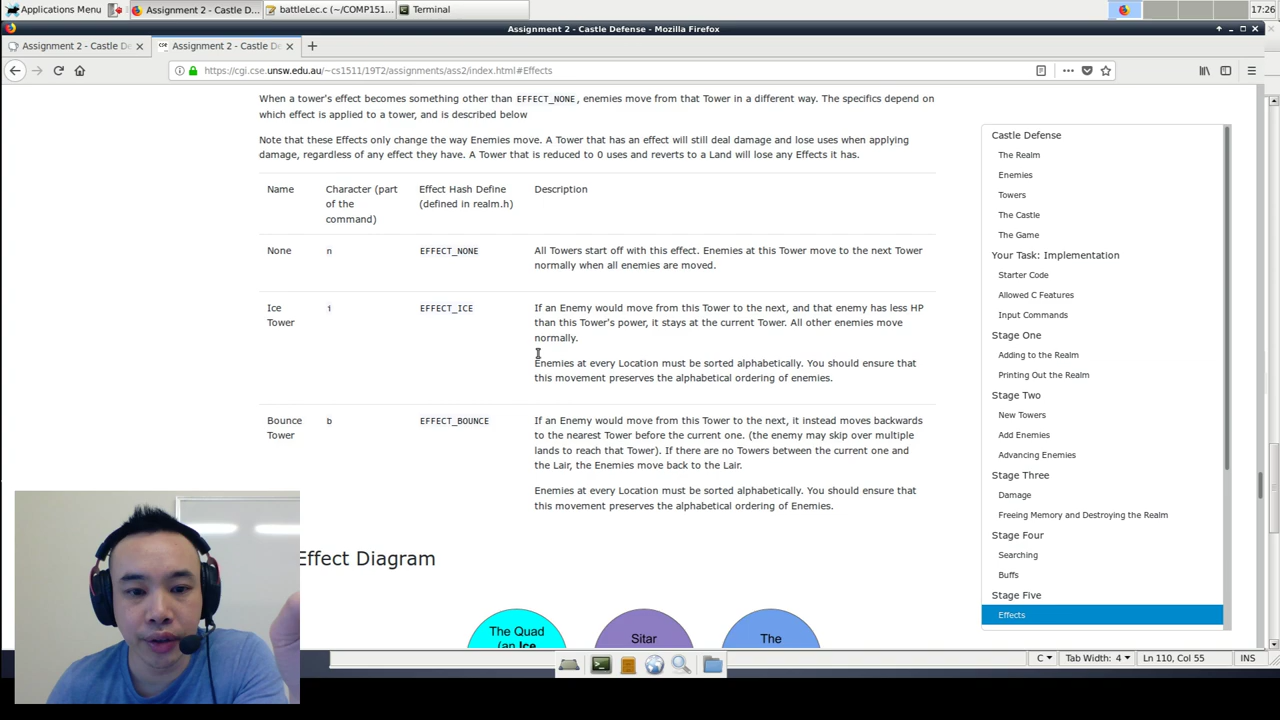 Applications Menu
Assignment 2 - Castle D...
battleLec.c (~/COMP151...
Terminal
17:26
Assignment 2 - Castle Defense - Mozilla Firefox
Assignment 2 - Castle D
Assignment 2 - Castle De
https://cgi.cse.unsw.edu.au/~cs1511/19T2/assignments/ass2/index.html#Effects
When a tower's effect becomes something other than EFFECT_NONE, enemies move from that Tower in a different way. The specifics depend on
which effect is applied to a tower, and is described below
Note that these Effects only change the way Enemies move. A Tower that has an effect will still deal damage and lose uses when applying
damage, regardless of any effect they have. A Tower that is reduced to 0 uses and reverts to a Land will lose any Effects it has.
Name
Character (part
of the
command)
Effect Hash Define
(defined in realm.h)
Description
None
n
EFFECT_NONE
All Towers start off with this effect. Enemies at this Tower move to the next Tower
normally when all enemies are moved.
Ice
Tower
i
EFFECT_ICE
If an Enemy would move from this Tower to the next, and that enemy has less HP
than this Tower's power, it stays at the current Tower. All other enemies move
normally.
Enemies at every Location must be sorted alphabetically. You should ensure that
this movement preserves the alphabetical ordering of enemies.
Bounce
Tower
b
EFFECT_BOUNCE
If an Enemy would move from this Tower to the next, it instead moves backwards
to the nearest Tower before the current one. (the enemy may skip over multiple
lands to reach that Tower). If there are no Towers between the current one and
the Lair, the Enemies move back to the Lair.
Enemies at every Location must be sorted alphabetically. You should ensure that
this movement preserves the alphabetical ordering of Enemies.
Effect Diagram
The Quad
(an Ice
Sitar
The
Castle Defense
The Realm
Enemies
Towers
The Castle
The Game
Your Task: Implementation
Starter Code
Allowed C Features
Input Commands
Stage One
Adding to the Realm
Printing Out the Realm
Stage Two
New Towers
Add Enemies
Advancing Enemies
Stage Three
Damage
Freeing Memory and Destroying the Realm
Stage Four
Searching
Buffs
Stage Five
Effects
C
Tab Width: 4
Ln 110, Col 55
INS